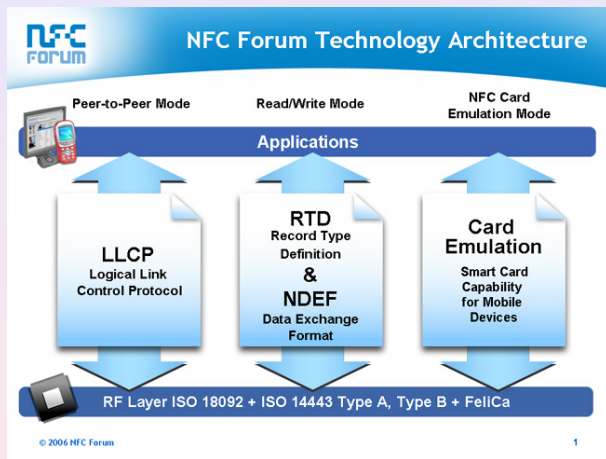 NFC
FORUM
NFC Forum Technology Architecture
Peer-to-Peer Mode
Read/Write Mode
NFC Card
Emulation Mode
Applications
LLCP
Logical Link
Control Protocol
RTD
Record Type
Definition
&
NDEF
Data Exchange
Format
Card
Emulation
Smart Card
Capability
for Mobile
Devices
RF Layer ISO 18092 + ISO 14443 Type A, Type B + FeliCa
© 2006 NFC Forum
1